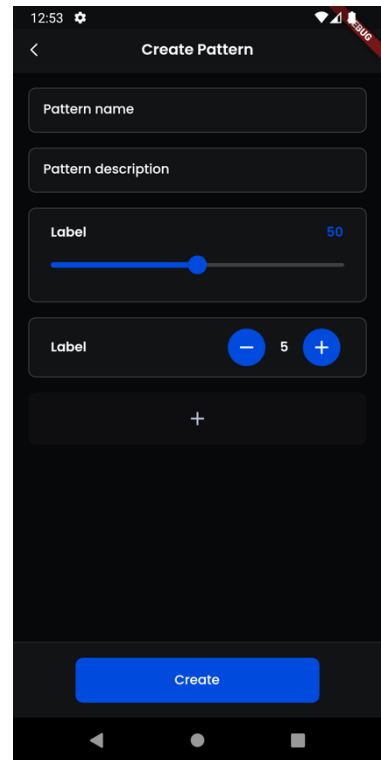 12:53
DEBUG
Create Pattern
Pattern name
Pattern description
Label 50
Label 5
Create